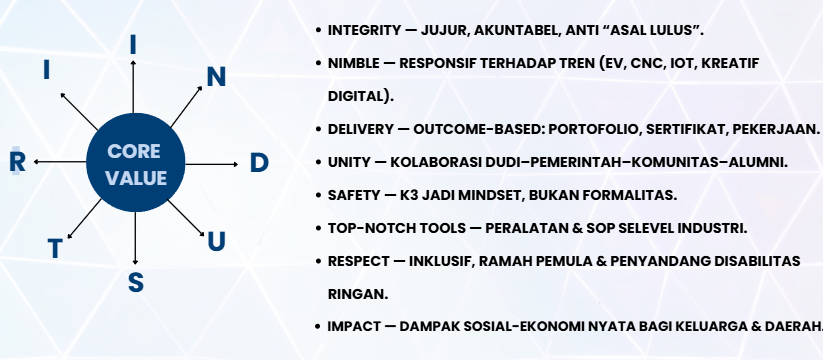 I
N
D
U
S
T
R
I
CORE
VALUE
• INTEGRITY — JUJUR, AKUNTABEL, ANTI “ASAL LULUS”.
• NIMBLE — RESPONSIF TERHADAP TREN (EV, CNC, IOT, KREATIF
DIGITAL).
• DELIVERY — OUTCOME-BASED: PORTOFOLIO, SERTIFIKAT, PEKERJAAN.
• UNITY — KOLABORASI DUDI–PEMERINTAH–KOMUNITAS–ALUMNI.
• SAFETY — K3 JADI MINDSET, BUKAN FORMALITAS.
• TOP-NOTCH TOOLS — PERALATAN & SOP SELEVEL INDUSTRI.
• RESPECT — INKLUSIF, RAMAH PEMULA & PENYANDANG DISABILITAS
RINGAN.
• IMPACT — DAMPAK SOSIAL-EKONOMI NYATA BAGI KELUARGA & DAERAH.